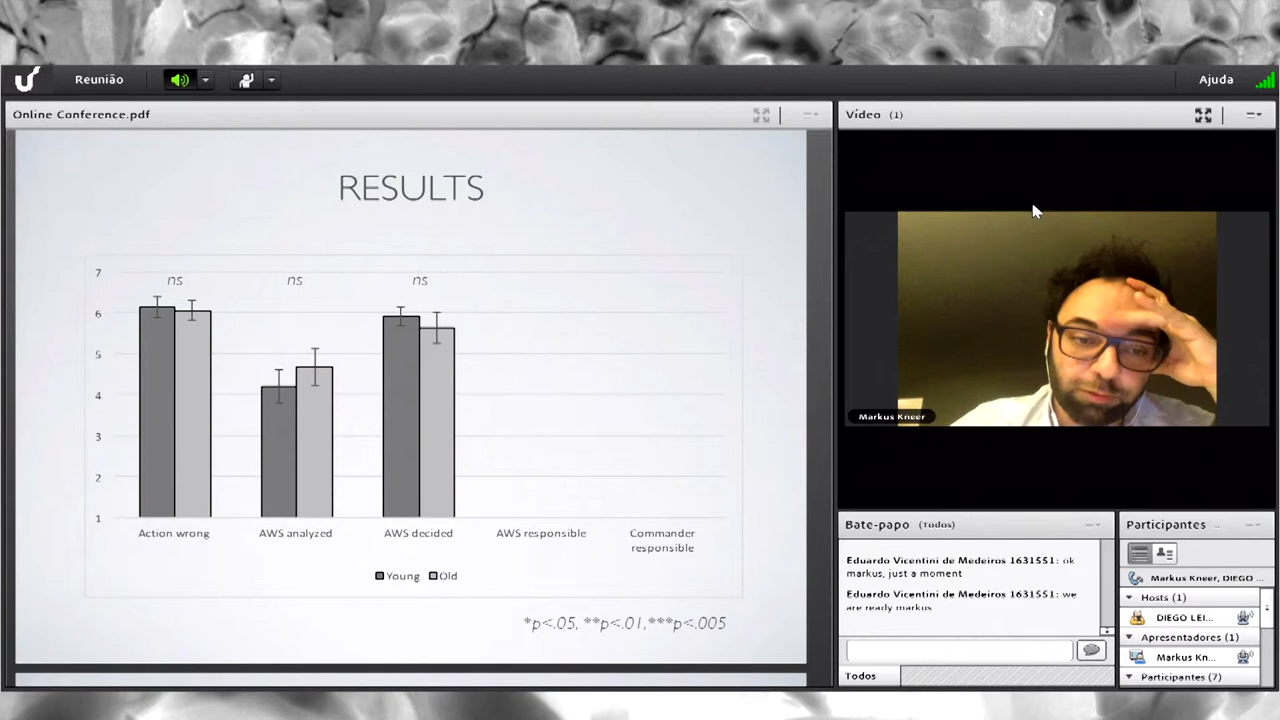 Reunião
Ajuda
Online Conference.pdf
RESULTS
7
6
5
4
3
2
1
ns
ns
ns
Action wrong
AWS analyzed
AWS decided
AWS responsible
Commander
responsible
Young
Old
*p<.05, **p<.01,***p<.005
Vídeo (1)
Markus Kneer
Bate-papo (Todos)
Eduardo Vicentini de Medeiros 1631551: ok
markus, just a moment
Eduardo Vicentini de Medeiros 1631551: we
are ready markus
Todos
Participantes ...
Markus Kneer, DIEGO ...
Hosts (1)
DIEGO LEI...
Apresentadores (1)
Markus Kn...
Participantes (7)